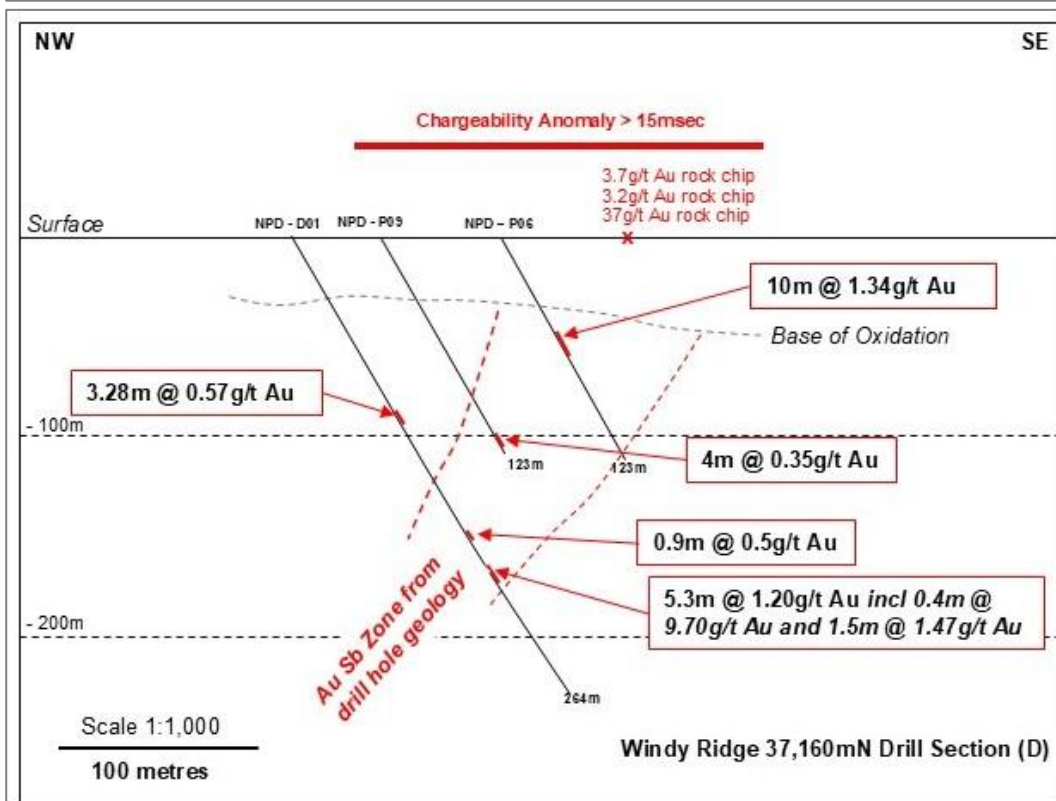 NW
SE
Chargeability Anomaly > 15msec
3.7g/t Au rock chip
3.2g/t Au rock chip
37g/t Au rock chip
x
Surface
NPD - D01
NPD - P09
NPD – P06
10m @ 1.34g/t Au
Base of Oxidation
3.28m @ 0.57g/t Au
- 100m
123m
123m
4m @ 0.35g/t Au
0.9m @ 0.5g/t Au
5.3m @ 1.20g/t Au incl 0.4m @
9.70g/t Au and 1.5m @ 1.47g/t Au
Au Sb Zone from
drill hole geology
- 200m
264m
Scale 1:1,000
100 metres
Windy Ridge 37,160mN Drill Section (D)